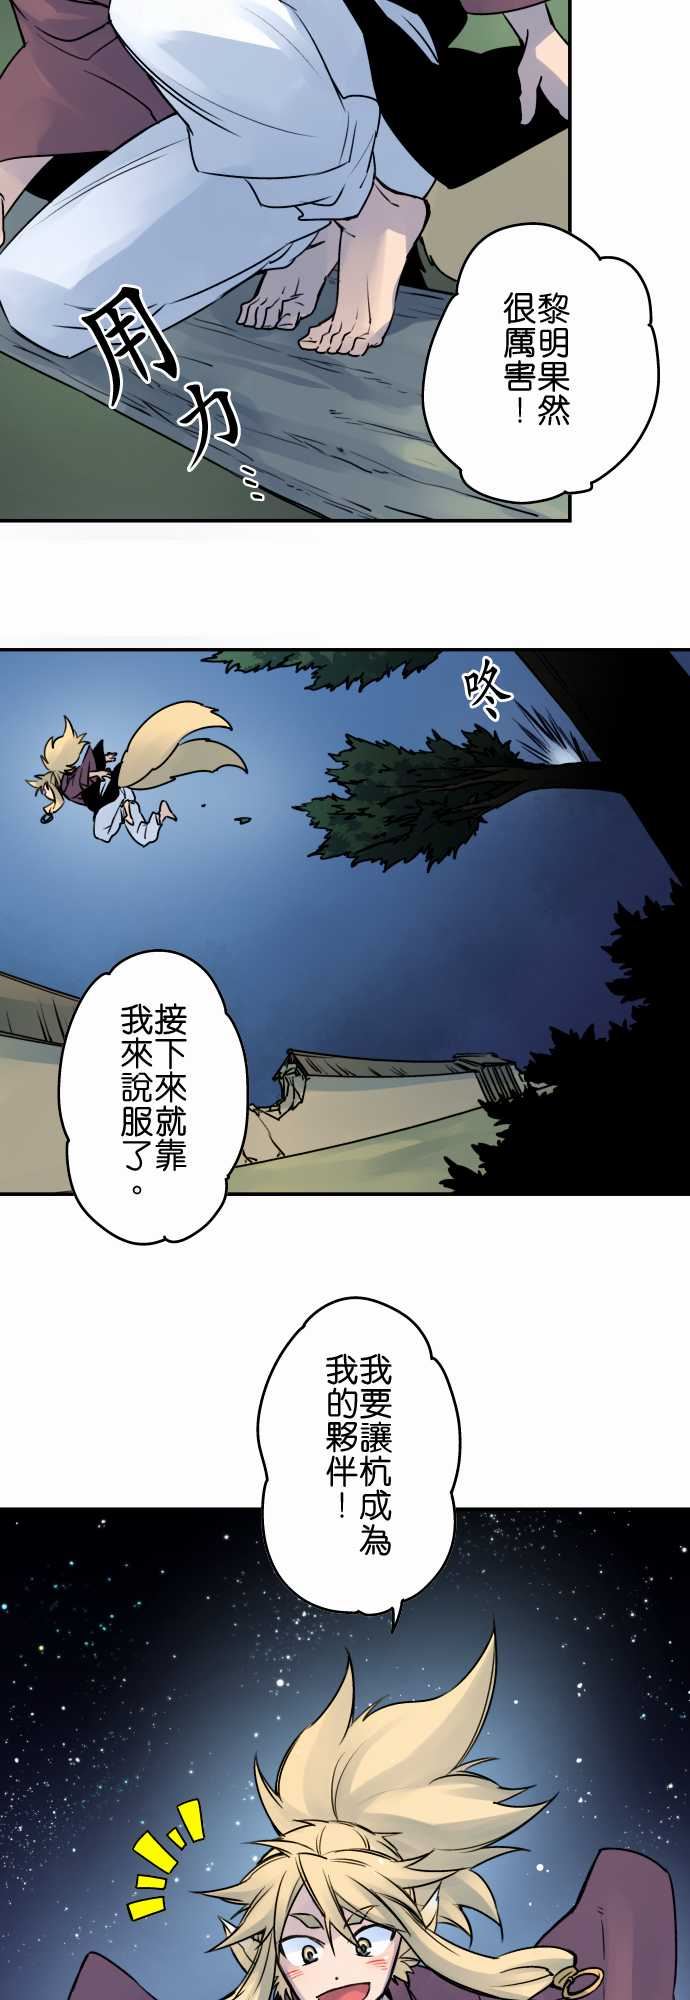 黎明果然
很厲害！
用力…
咚
接下來就靠
我來說服了。
我要讓杭成為
我的夥伴！